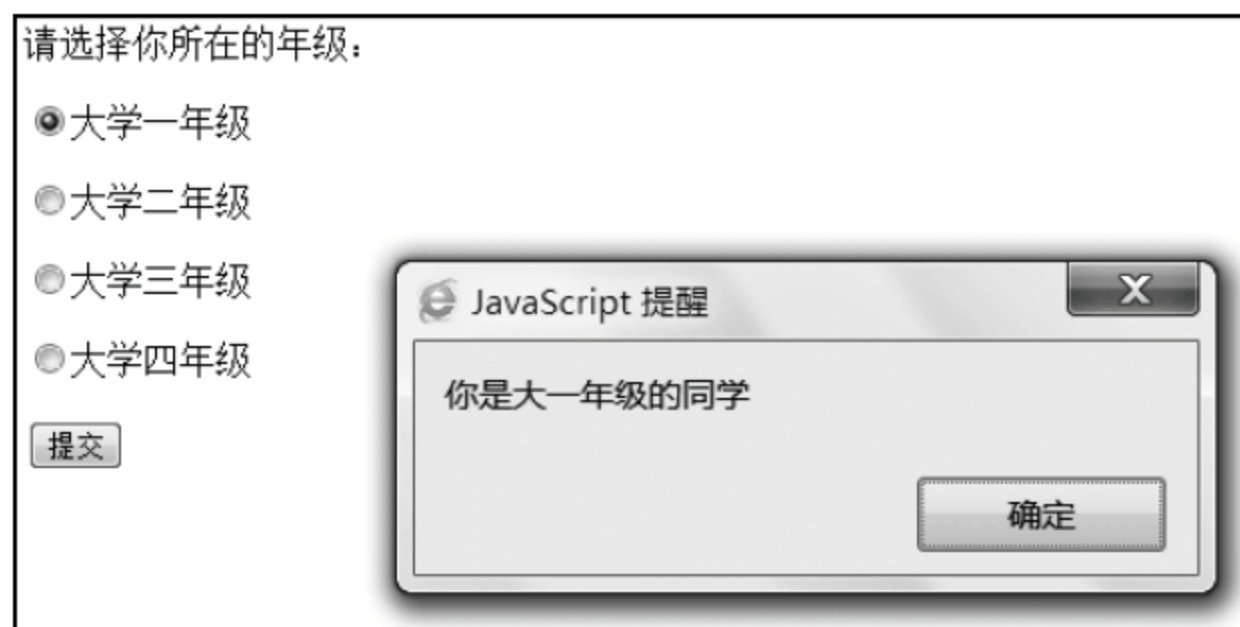 请选择你所在的年级：
大学一年级
大学二年级
大学三年级
大学四年级
提交
JavaScript 提醒
你是大一年级的同学
确定